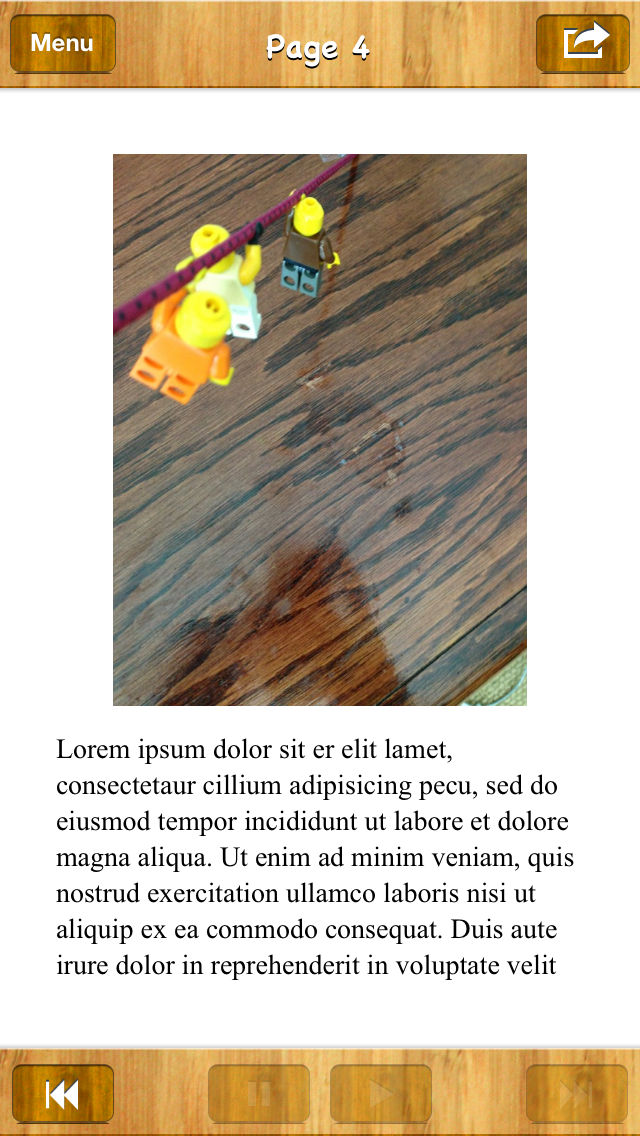 Menu
Page 4
Lorem ipsum dolor sit er elit lamet,
consectetaur cillium adipisicing pecu, sed do
eiusmod tempor incididunt ut labore et dolore
magna aliqua. Ut enim ad minim veniam, quis
nostrud exercitation ullamco laboris nisi ut
aliquip ex ea commodo consequat. Duis aute
irure dolor in reprehenderit in voluptate velit